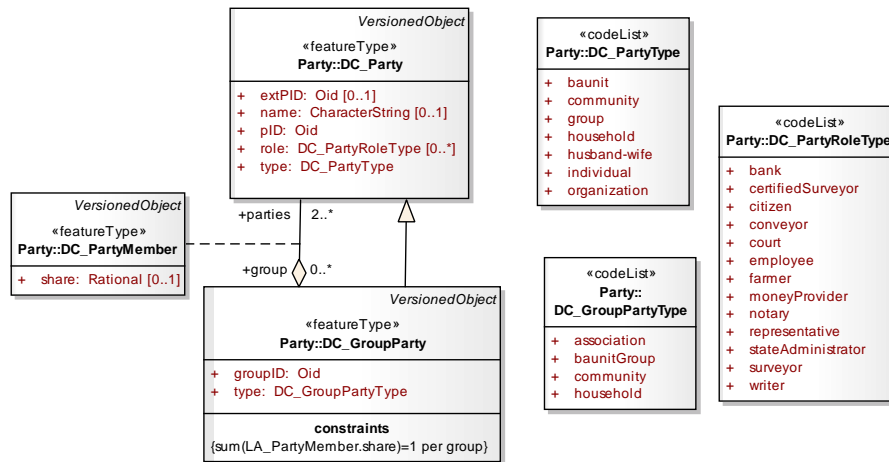 VersionedObject
«featureType»
Party::DC_Party
+ extPID: Oid [0..1]
+ name: CharacterString [0..1]
+ pID: Oid
+ role: DC_PartyRoleType [0..*]
+ type: DC_PartyType
«codeList»
Party::DC_PartyType
+ baunit
+ community
+ group
+ household
+ husband-wife
+ individual
+ organization
«codeList»
Party::DC_PartyRoleType
+ bank
+ certifiedSurveyor
+ citizen
+ conveyor
+ court
+ employee
+ farmer
+ moneyProvider
+ notary
+ representative
+ stateAdministrator
+ surveyor
+ writer
VersionedObject
«featureType»
Party::DC_PartyMember
+ share: Rational [0..1]
+parties 2..*
+group 0..*
VersionedObject
«featureType»
Party::DC_GroupParty
+ groupID: Oid
+ type: DC_GroupPartyType
constraints
{sum(LA_PartyMember.share)=1 per group}
«codeList»
Party::
DC_GroupPartyType
+ association
+ baunitGroup
+ community
+ household